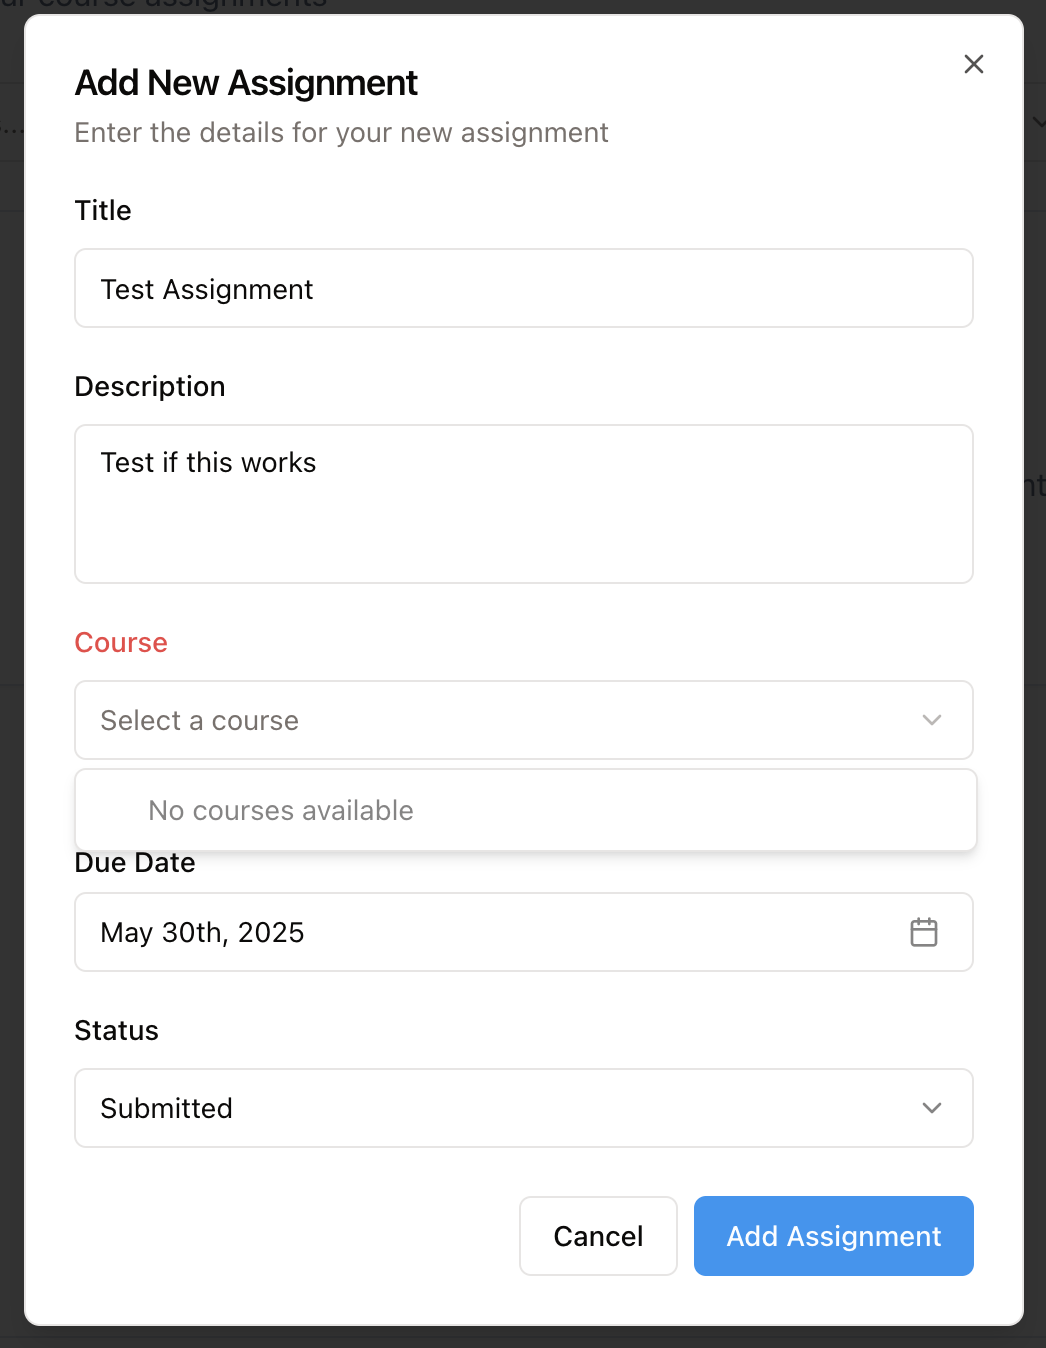 course assignments
Add New Assignment
Enter the details for your new assignment
Title
Test Assignment
Description
Test if this works
Course
Select a course
No courses available
Due Date
May 30th, 2025
Status
Submitted
Cancel
Add Assignment